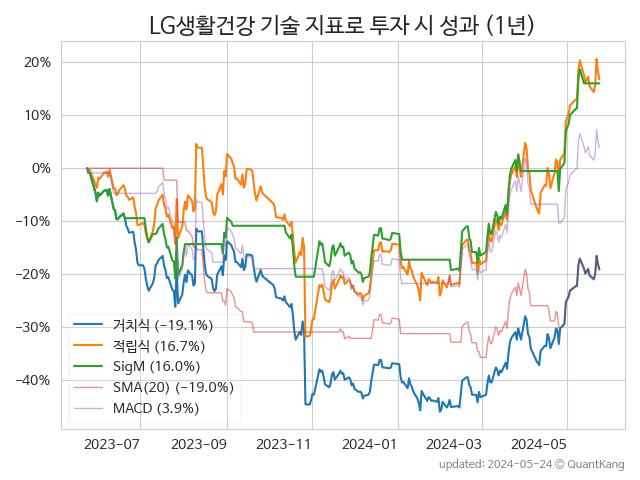 LG생활건강 기술 지표로 투자 시 성과 (1년)
20%
10%
0%
−10%
−20%
−30%
−40%
거치식 (−19.1%)
적립식 (16.7%)
SigM (16.0%)
SMA(20) (−19.0%)
MACD (3.9%)
2023-07 2023-09 2023-11 2024-01 2024-03 2024-05
updated: 2024-05-24 © QuantKang